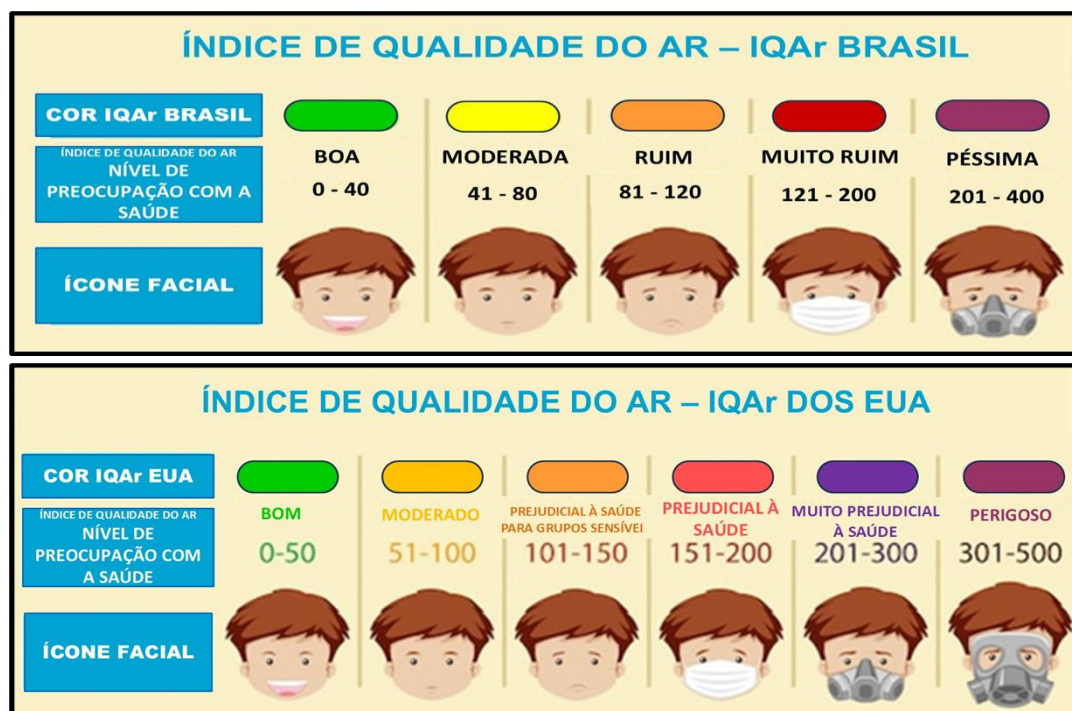 ÍNDICE DE QUALIDADE DO AR – IQAr BRASIL
COR IQAr BRASIL
ÍNDICE DE QUALIDADE DO AR
NÍVEL DE
PREOCUPAÇÃO COM A
SAÚDE
BOA
0 - 40
MODERADA
41 - 80
RUIM
81 - 120
MUITO RUIM
121 - 200
PÉSSIMA
201 - 400
ÍCONE FACIAL
ÍNDICE DE QUALIDADE DO AR – IQAr DOS EUA
COR IQAr EUA
ÍNDICE DE QUALIDADE DO AR
NÍVEL DE
PREOCUPAÇÃO COM
A SAÚDE
BOM
0-50
MODERADO
51-100
PREJUDICIAL À SAÚDE
PARA GRUPOS SENSÍVEI
101-150
PREJUDICIAL À
SAÚDE
151-200
MUITO PREJUDICIAL
À SAÚDE
201-300
PERIGOSO
301-500
ÍCONE FACIAL